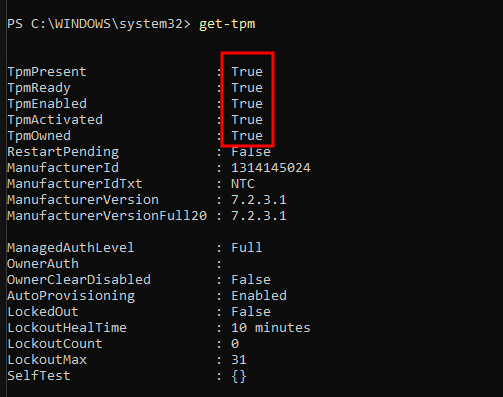 PS C:\WINDOWS\system32> get-tpm
TpmPresent : True
TpmReady : True
TpmEnabled : True
TpmActivated : True
TpmOwned : True
RestartPending : False
ManufacturerId : 1314145024
ManufacturerIdTxt : NTC
ManufacturerVersion : 7.2.3.1
ManufacturerVersionFull20 : 7.2.3.1
ManagedAuthLevel : Full
OwnerAuth :
OwnerClearDisabled : False
AutoProvisioning : Enabled
LockedOut : False
LockoutHealTime : 10 minutes
LockoutCount : 0
LockoutMax : 31
SelfTest : {}